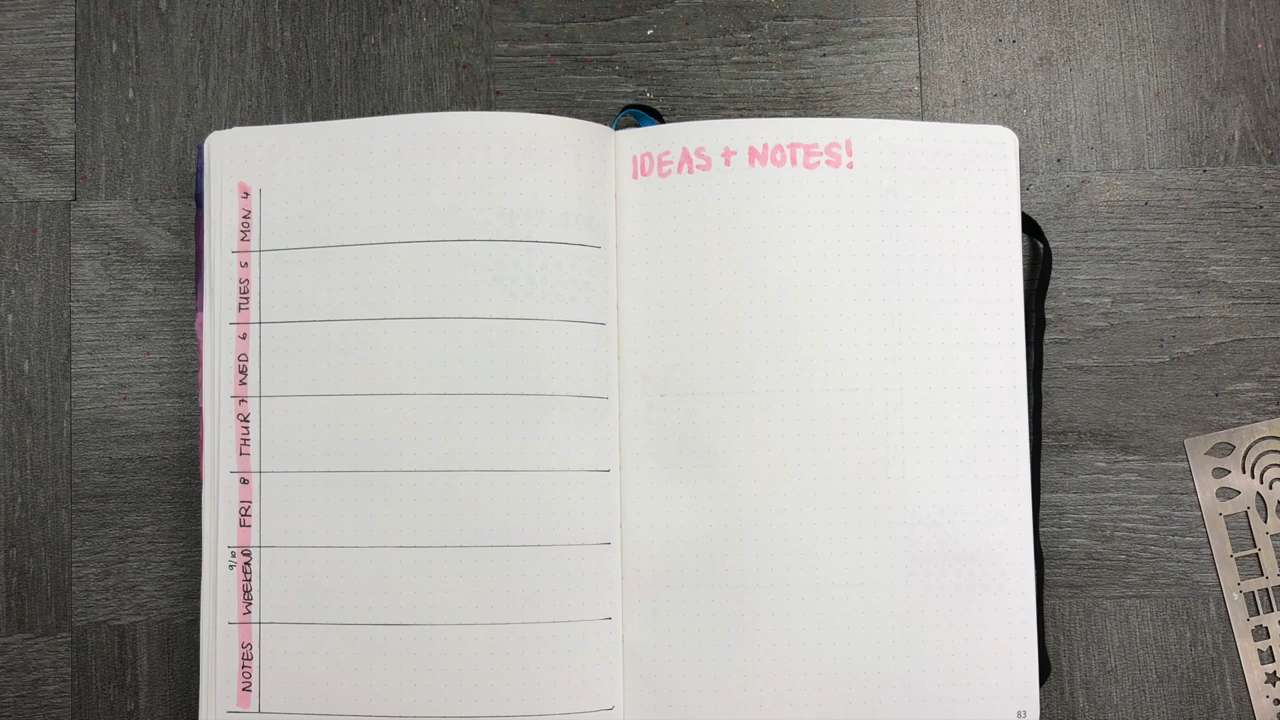 MON 4
TUES 5
WED 6
THUR 7
FRI 8
WEEKEND 9/10
NOTES
IDEAS + NOTES!
83